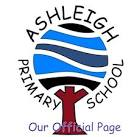 ASHLEIGH
PRIMARY SCHOOL
Our Official Page